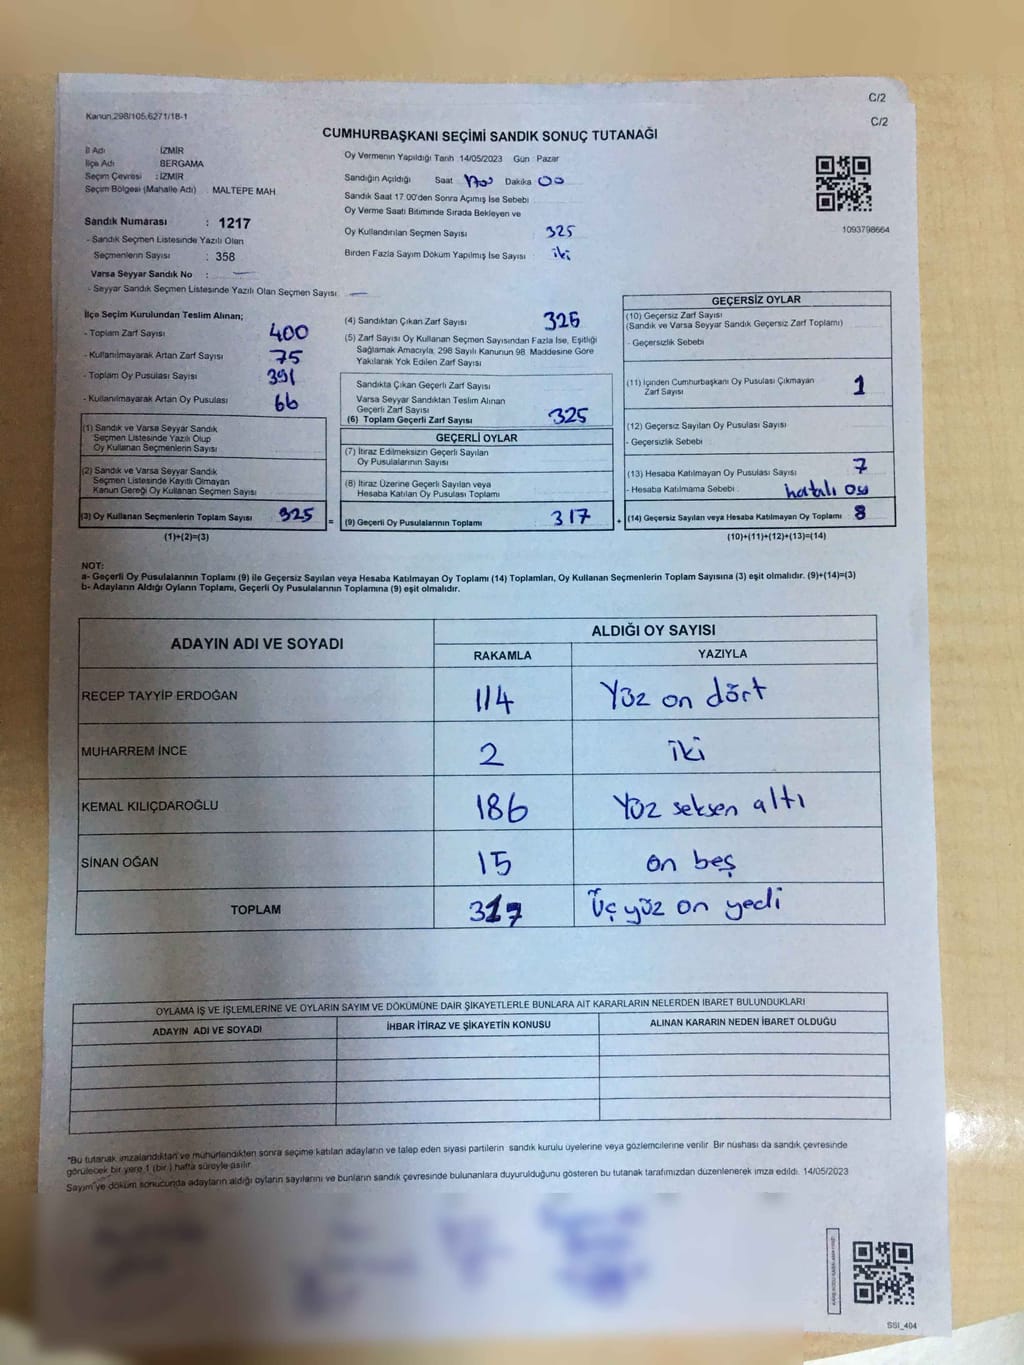 C/2
Kanun,298/105,6271/18-1
C/2
CUMHURBAŞKANI SEÇİMİ SANDIK SONUÇ TUTANAĞI
İl Adı İZMİR
İlçe Adı BERGAMA
Seçim Çevresi : İZMİR
Seçim Bölgesi (Mahalle Adı) : MALTEPE MAH
Sandık Numarası : 1217
- Sandık Seçmen Listesinde Yazılı Olan
Seçmenlerin Sayısı : 358
Varsa Seyyar Sandık No : —
- Seyyar Sandık Seçmen Listesinde Yazılı Olan Seçmen Sayısı : —
Oy Vermenin Yapıldığı Tarih 14/05/2023 Gün Pazar
Sandığın Açıldığı Saat 17:00 Dakika 00
Sandık Saat 17.00'den Sonra Açımış İse Sebebi
Oy Verme Saati Bitiminde Sırada Bekleyen ve
Oy Kullandırılan Seçmen Sayısı : 325
Birden Fazla Sayım Döküm Yapılmış İse Sayısı : iki
1093798664
İlçe Seçim Kurulundan Teslim Alınan;
- Toplam Zarf Sayısı 400
- Kullanılmayarak Artan Zarf Sayısı 75
- Toplam Oy Pusulası Sayısı 391
- Kullanılmayarak Artan Oy Pusulası 66
(1) Sandık ve Varsa Seyyar Sandık
Seçmen Listesinde Yazılı Olup
Oy Kullanan Seçmenlerin Sayısı
(2) Sandık ve Varsa Seyyar Sandık
Seçmen Listesinde Kayıtlı Olmayan
Kanun Gereği Oy Kullanan Seçmen Sayısı
(3) Oy Kullanan Seçmenlerin Toplam Sayısı 325
(1)+(2)=(3)
(4) Sandıktan Çıkan Zarf Sayısı 325
(5) Zarf Sayısı Oy Kullanan Seçmen Sayısından Fazla İse, Eşitliği
Sağlamak Amacıyla, 298 Sayılı Kanunun 98. Maddesine Göre
Yakılarak Yok Edilen Zarf Sayısı
Sandıkta Çıkan Geçerli Zarf Sayısı
Varsa Seyyar Sandıktan Teslim Alınan
Geçerli Zarf Sayısı
(6) Toplam Geçerli Zarf Sayısı 325
GEÇERLİ OYLAR
(7) İtiraz Edilmeksizin Geçerli Sayılan
Oy Pusulalarının Sayısı
(8) İtiraz Üzerine Geçerli Sayılan veya
Hesaba Katılan Oy Pusulası Toplamı
= (9) Geçerli Oy Pusulalarının Toplamı 317
GEÇERSİZ OYLAR
(10) Geçersiz Zarf Sayısı
(Sandık ve Varsa Seyyar Sandık Geçersiz Zarf Toplamı)
- Geçersizlik Sebebi
(11) İçinden Cumhurbaşkanı Oy Pusulası Çıkmayan
Zarf Sayısı 1
(12) Geçersiz Sayılan Oy Pusulası Sayısı
- Geçersizlik Sebebi
(13) Hesaba Katılmayan Oy Pusulası Sayısı 7
- Hesaba Katılmama Sebebi : hatalı oy
+ (14) Geçersiz Sayılan veya Hesaba Katılmayan Oy Toplamı 8
(10)+(11)+(12)+(13)=(14)
NOT:
a- Geçerli Oy Pusulalarının Toplamı (9) ile Geçersiz Sayılan veya Hesaba Katılmayan Oy Toplamı (14) Toplamları, Oy Kullanan Seçmenlerin Toplam Sayısına (3) eşit olmalıdır. (9)+(14)=(3)
b- Adayların Aldığı Oyların Toplamı, Geçerli Oy Pusulalarının Toplamına (9) eşit olmalıdır.
ADAYIN ADI VE SOYADI
ALDIĞI OY SAYISI
RAKAMLA YAZIYLA
RECEP TAYYİP ERDOĞAN 114 Yüz on dört
MUHARREM İNCE 2 iki
KEMAL KILIÇDAROĞLU 186 Yüz seksen altı
SİNAN OĞAN 15 on beş
TOPLAM 317 Üç yüz on yedi
OYLAMA İŞ VE İŞLEMLERİNE VE OYLARIN SAYIM VE DÖKÜMÜNE DAİR ŞİKAYETLERLE BUNLARA AİT KARARLARIN NELERDEN İBARET BULUNDUKLARI
ADAYIN ADI VE SOYADI İHBAR İTİRAZ VE ŞİKAYETİN KONUSU ALINAN KARARIN NEDEN İBARET OLDUĞU
*Bu tutanak imzalandıktan ve mühürlendikten sonra seçime katılan adayların ve talep eden siyasi partilerin sandık kurulu üyelerine veya gözlemcilerine verilir. Bir nüshası da sandık çevresinde
görülecek bir yere 1 (bir ) hafta süreyle asılır.
Sayım ve döküm sonucunda adayların aldığı oyların sayılarını ve bunların sandık çevresinde bulunanlara duyurulduğunu gösteren bu tutanak tarafımızdan düzenlenerek imza edildi. 14/05/2023
SSI_404